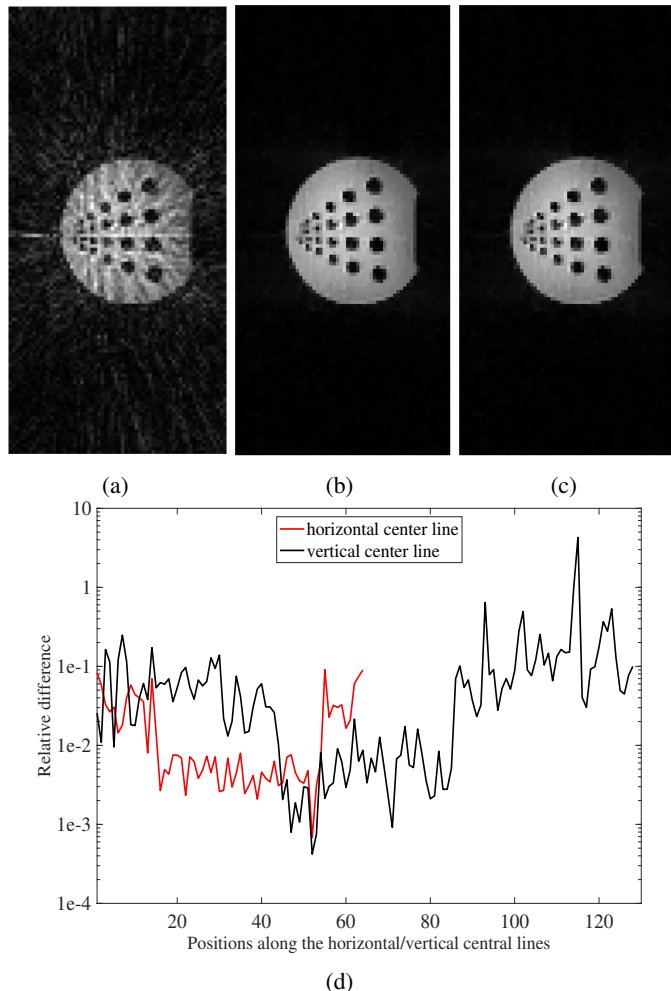 (a) (b) (c)
10
1
1e-1
1e-2
1e-3
1e-4
Relative difference
horizontal center line
vertical center line
20 40 60 80 100 120
Positions along the horizontal/vertical central lines
(d)